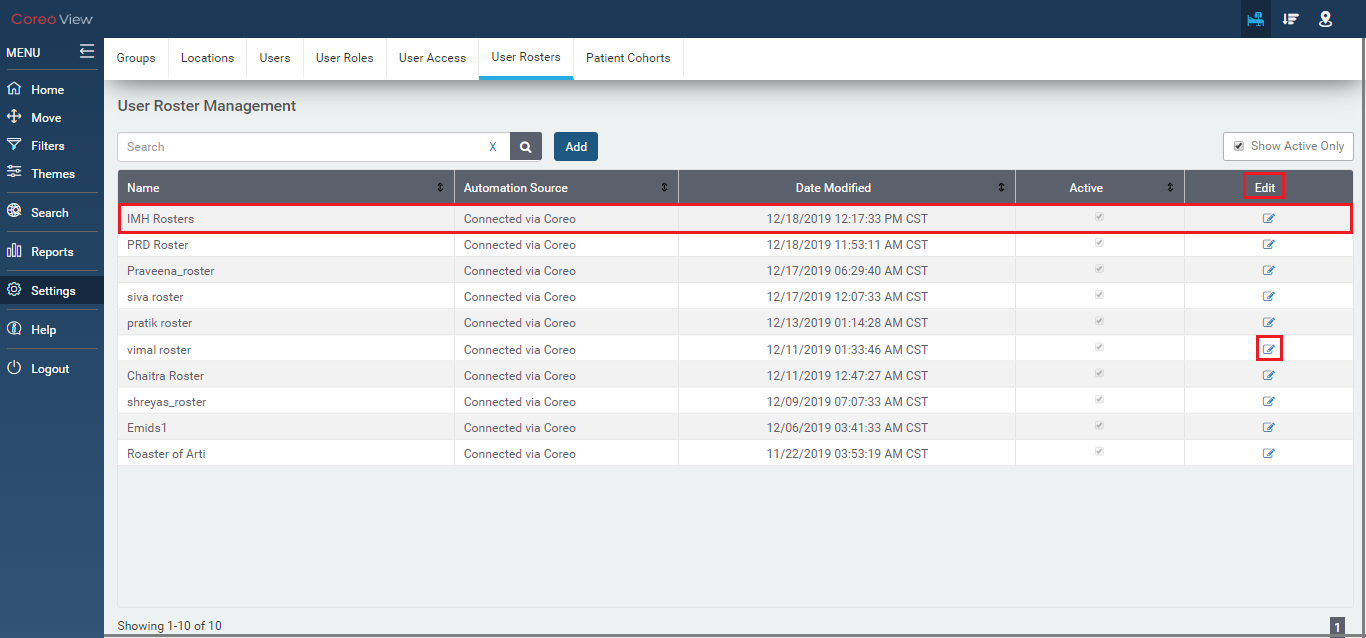 Coreo View
MENU
Groups Locations Users User Roles User Access User Rosters Patient Cohorts
Home
Move
Filters
Themes
Search
Reports
Settings
Help
Logout
User Roster Management
Search X Add Show Active Only
Name Automation Source Date Modified Active Edit
IMH Rosters Connected via Coreo 12/18/2019 12:17:33 PM CST
PRD Roster Connected via Coreo 12/18/2019 11:53:11 AM CST
Praveena_roster Connected via Coreo 12/17/2019 06:29:40 AM CST
siva roster Connected via Coreo 12/17/2019 12:07:33 AM CST
pratik roster Connected via Coreo 12/13/2019 01:14:28 AM CST
vimal roster Connected via Coreo 12/11/2019 01:33:46 AM CST
Chaitra Roster Connected via Coreo 12/11/2019 12:47:27 AM CST
shreyas_roster Connected via Coreo 12/09/2019 07:07:33 AM CST
Emids1 Connected via Coreo 12/06/2019 03:41:33 AM CST
Roaster of Arti Connected via Coreo 11/22/2019 03:53:19 AM CST
Showing 1-10 of 10 1